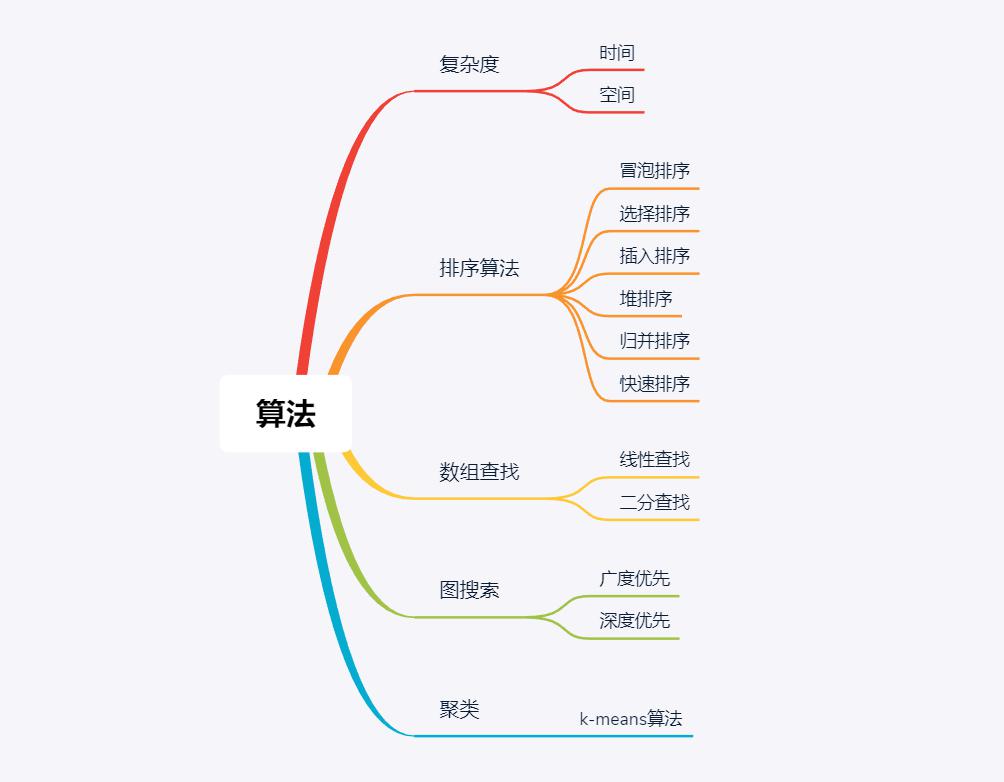 复杂度
时间
空间
排序算法
冒泡排序
选择排序
插入排序
堆排序
归并排序
快速排序
算法
数组查找
线性查找
二分查找
图搜索
广度优先
深度优先
聚类
k-means算法